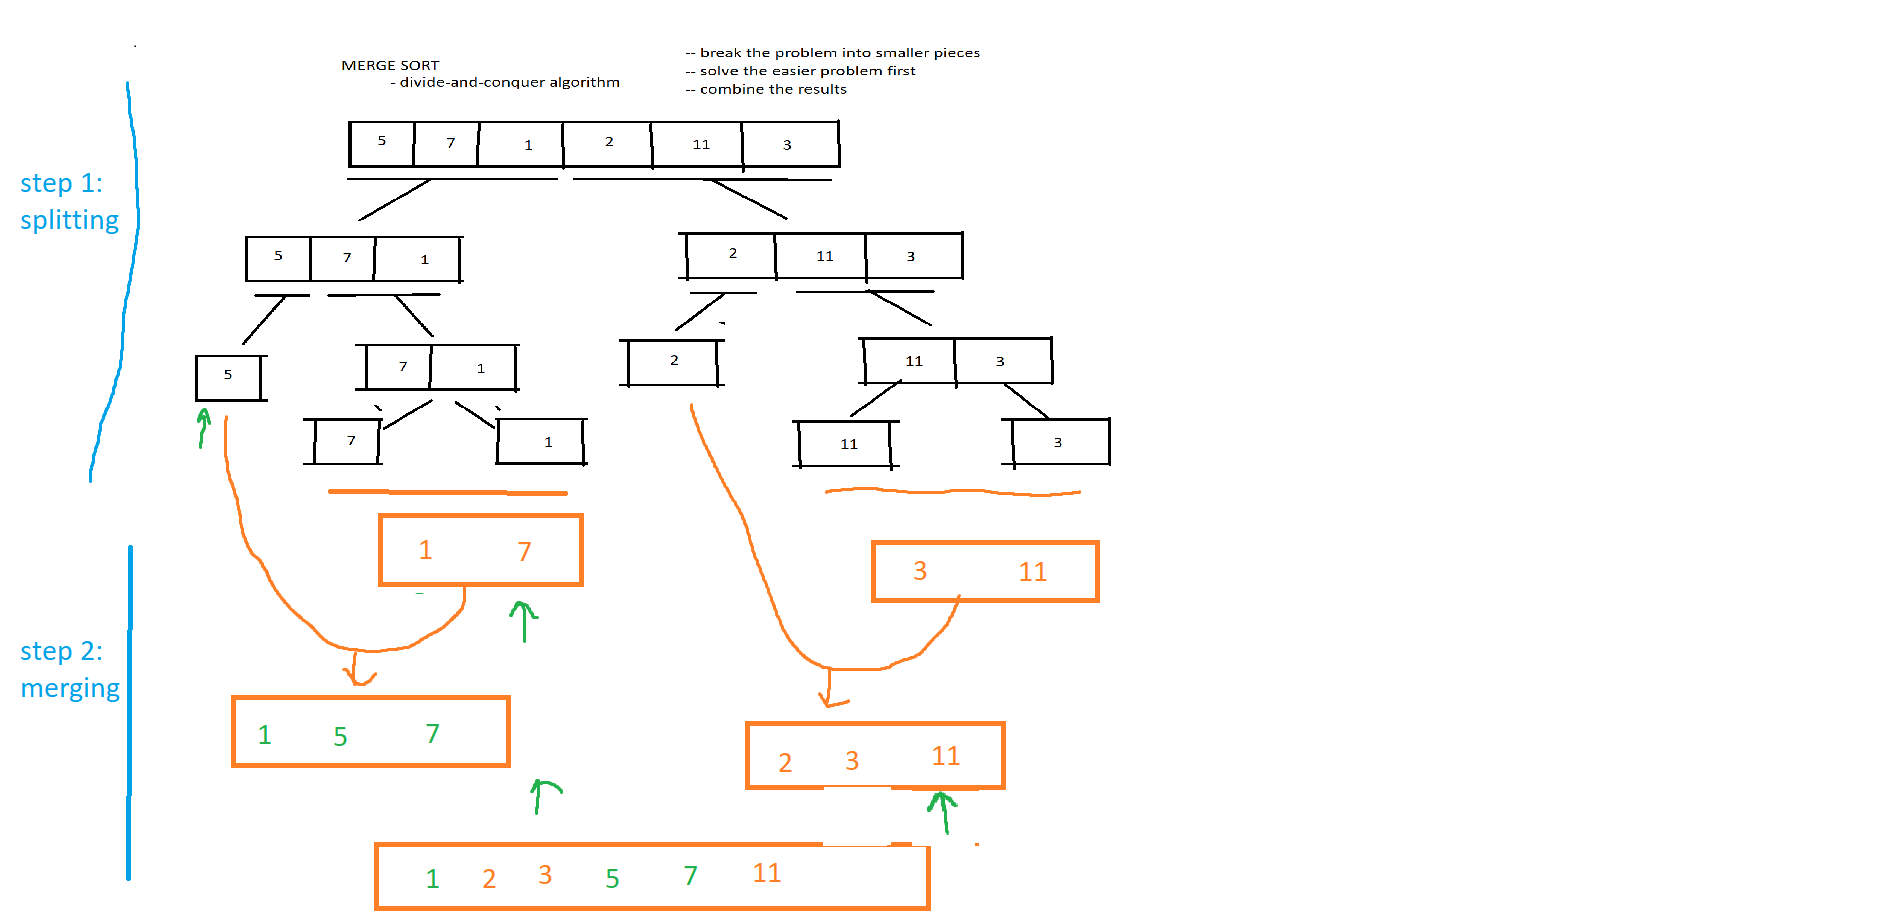 MERGE SORT
- divide-and-conquer algorithm
-- break the problem into smaller pieces
-- solve the easier problem first
-- combine the results
5 7 1 2 11 3
step 1:
splitting
5 7 1
2 11 3
5
7 1
2
11 3
7
1
11
3
1 7
3 11
step 2:
merging
1 5 7
2 3 11
1 2 3 5 7 11